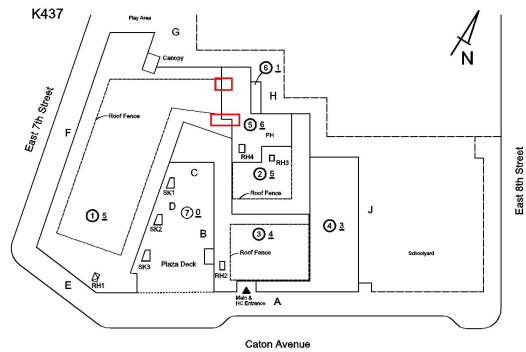 K437
Play Area
G
N
Canopy
6 1
H
East 7th Street
F
Roof Fence
5 6
PH
RH4
RH3
2 5
Roof Fence
C
SK1
D
SK2
7 0
B
1 5
3 4
4 3
J
East 8th Street
Roof Fence
Schoolyard
SK3
Plaza Deck
RH2
RH1
E
Main &
HC Entrance
A
Caton Avenue